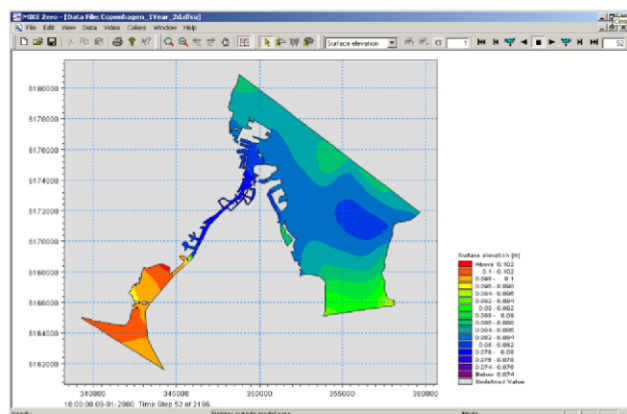 MIKE Zero - [Data File: Copenhagen_1Year_2d.dfsu]
File Edit View Data Video Colors Window Help
Surface elevation
1
52
Close
6180000
6178000
6176000
6174000
6172000
6170000
6168000
6166000
6164000
6162000
340000 345000 350000 355000 360000
Surface elevation [m]
Above 0.102
0.1 - 0.102
0.098 - 0.1
0.096 - 0.098
0.094 - 0.096
0.092 - 0.094
0.09 - 0.092
0.088 - 0.09
0.086 - 0.088
0.084 - 0.086
0.082 - 0.084
0.08 - 0.082
0.078 - 0.08
0.076 - 0.078
0.074 - 0.076
Below 0.074
Undefined Value
16:00:00 09-01-2000 Time Step 52 of 2196.